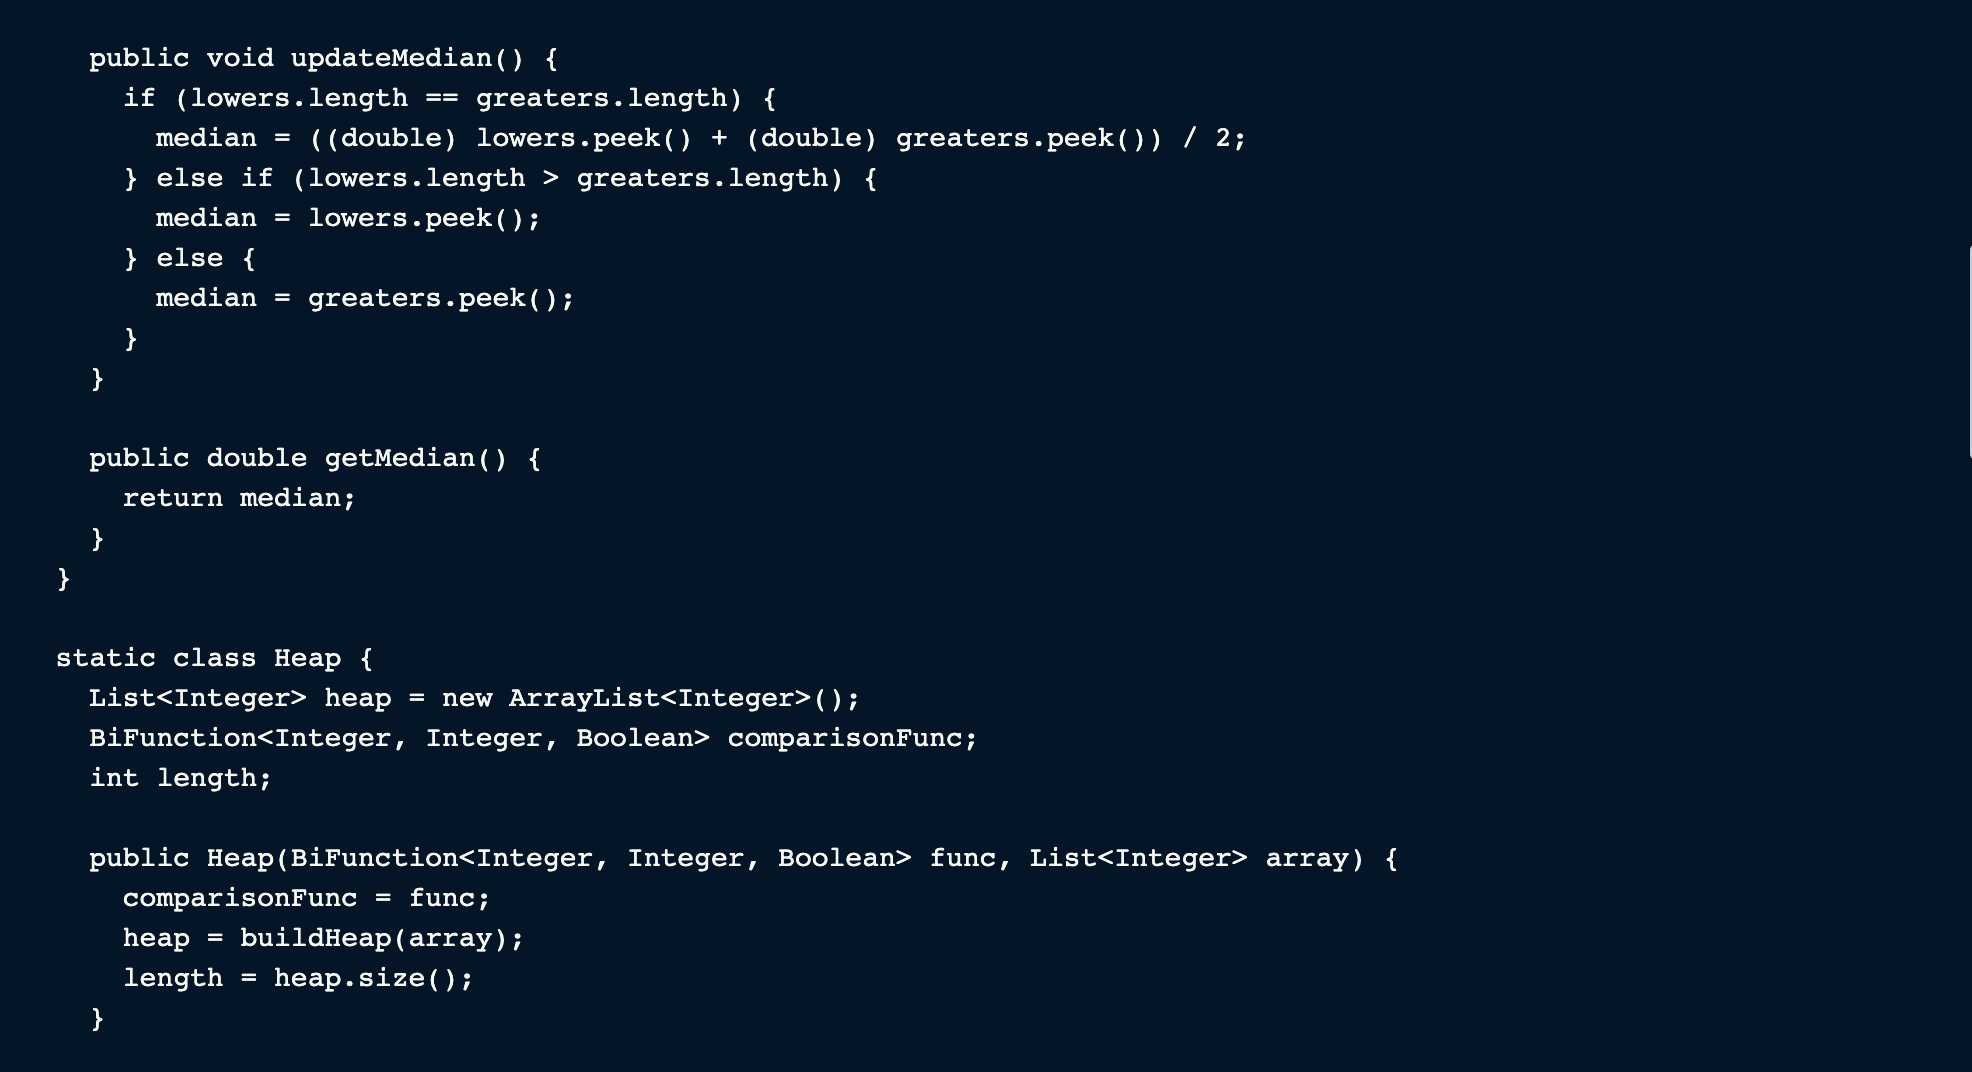 public void updateMedian() {
if (lowers.length == greaters.length) {
median = ((double) lowers.peek() + (double) greaters.peek()) / 2;
} else if (lowers.length > greaters.length) {
median = lowers.peek();
} else {
median = greaters.peek();
}
}
public double getMedian() {
return median;
}
}
static class Heap {
List<Integer> heap = new ArrayList<Integer>();
BiFunction<Integer, Integer, Boolean> comparisonFunc;
int length;
public Heap(BiFunction<Integer, Integer, Boolean> func, List<Integer> array) {
comparisonFunc = func;
heap = buildHeap(array);
length = heap.size();
}